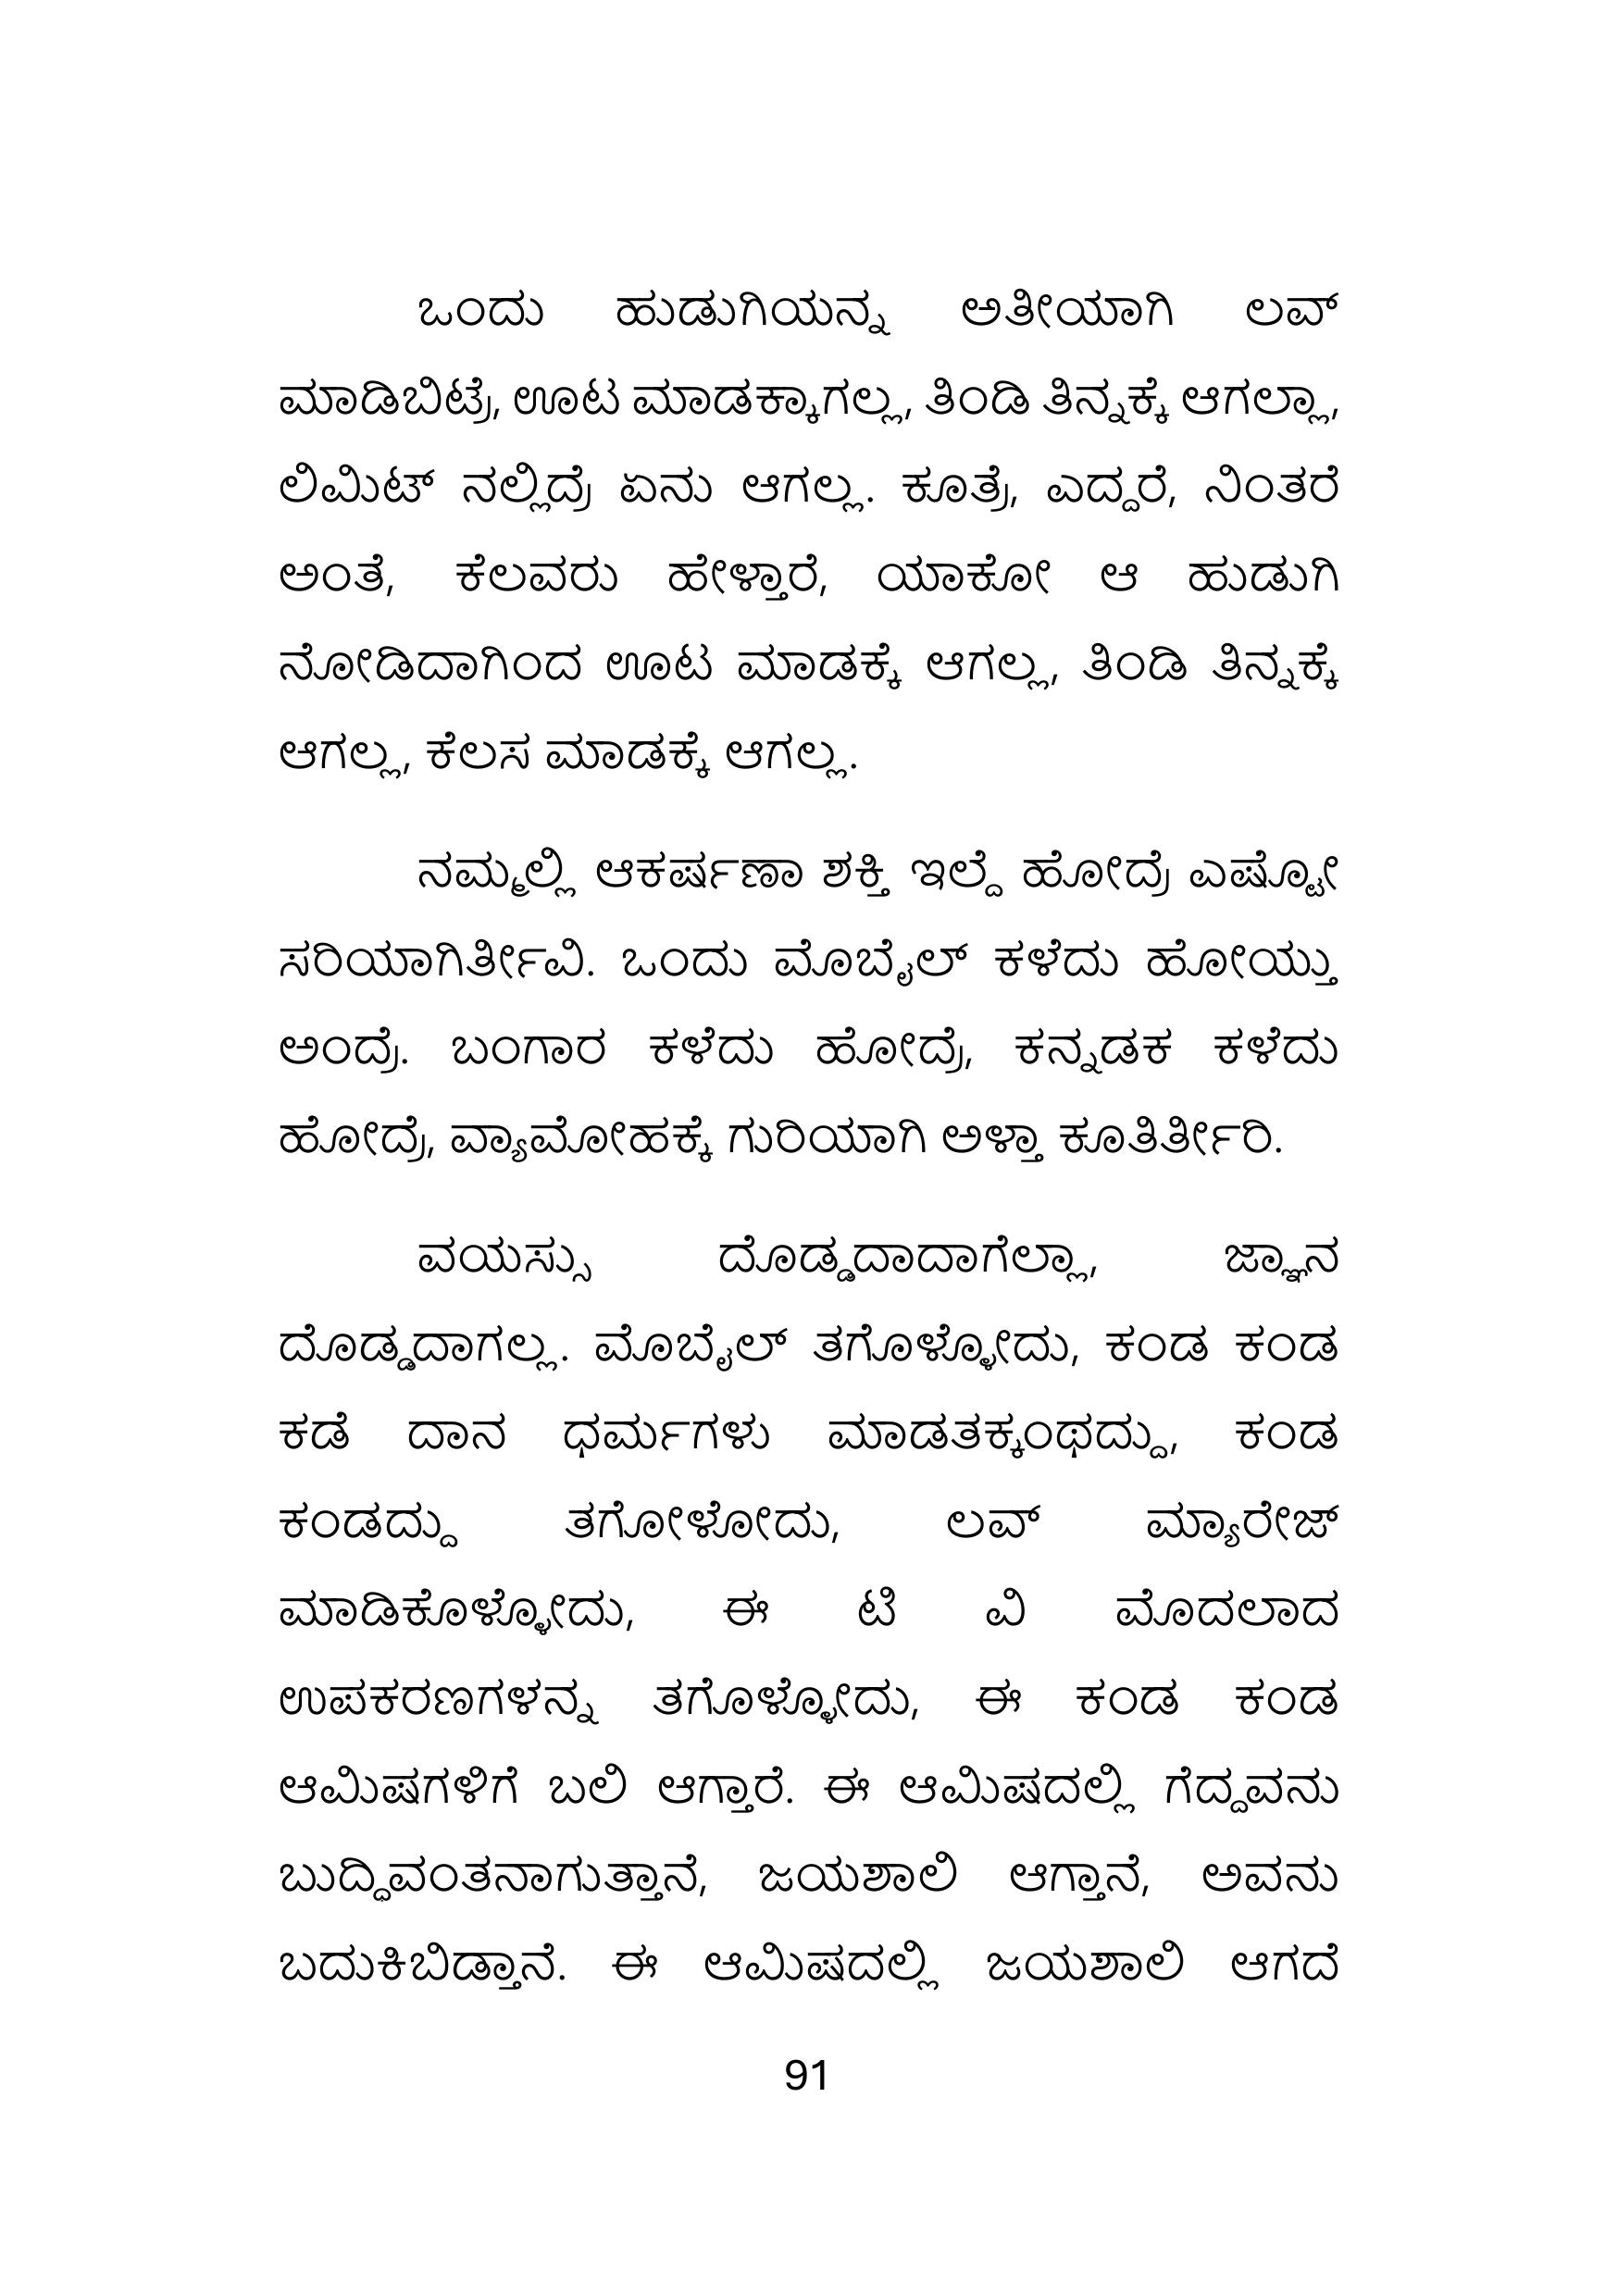 ಒಂದು ಹುಡುಗಿಯನ್ನ ಅತೀಯಾಗಿ ಲವ್
ಮಾಡಿಬಿಟ್ರೆ, ಊಟ ಮಾಡಕ್ಕಾಗಲ್ಲ, ತಿಂಡಿ ತಿನ್ನಕ್ಕೆ ಆಗಲ್ಲಾ,
ಲಿಮಿಟ್ ನಲ್ಲಿದ್ರೆ ಏನು ಆಗಲ್ಲ. ಕೂತ್ರೆ, ಎದ್ದರೆ, ನಿಂತರೆ
ಅಂತೆ, ಕೆಲವರು ಹೇಳ್ತಾರೆ, ಯಾಕೋ ಆ ಹುಡುಗಿ
ನೋಡಿದಾಗಿಂದ ಊಟ ಮಾಡಕ್ಕೆ ಆಗಲ್ಲ, ತಿಂಡಿ ತಿನ್ನಕ್ಕೆ
ಆಗಲ್ಲ, ಕೆಲಸ ಮಾಡಕ್ಕೆ ಆಗಲ್ಲ.
ನಮ್ಮಲ್ಲಿ ಆಕರ್ಷಣಾ ಶಕ್ತಿ ಇಲ್ದೆ ಹೋದ್ರೆ ಎಷ್ಟೋ
ಸರಿಯಾಗಿರ್ತೀವಿ. ಒಂದು ಮೊಬೈಲ್ ಕಳೆದು ಹೋಯ್ತು
ಅಂದ್ರೆ. ಬಂಗಾರ ಕಳೆದು ಹೋದ್ರೆ, ಕನ್ನಡಕ ಕಳೆದು
ಹೋದ್ರೆ, ವ್ಯಾಮೋಹಕ್ಕೆ ಗುರಿಯಾಗಿ ಅಳ್ತಾ ಕೂತಿರ್ತೀರಿ.
ವಯಸ್ಸು ದೊಡ್ಡದಾದಾಗೆಲ್ಲಾ, ಜ್ಞಾನ
ದೊಡ್ಡದಾಗಲ್ಲ. ಮೊಬೈಲ್ ತಗೊಳ್ಳೋದು, ಕಂಡ ಕಂಡ
ಕಡೆ ದಾನ ಧರ್ಮಗಳು ಮಾಡತಕ್ಕಂಥದ್ದು, ಕಂಡ
ಕಂಡದ್ದು ತಗೋಳೋದು, ಲವ್ ಮ್ಯಾರೇಜ್
ಮಾಡಿಕೊಳ್ಳೋದು, ಈ ಟಿ ವಿ ಮೊದಲಾದ
ಉಪಕರಣಗಳನ್ನ ತಗೊಳ್ಳೋದು, ಈ ಕಂಡ ಕಂಡ
ಆಮಿಷಗಳಿಗೆ ಬಲಿ ಆಗ್ತಾರೆ. ಈ ಆಮಿಷದಲ್ಲಿ ಗೆದ್ದವನು
ಬುದ್ಧಿವಂತನಾಗುತ್ತಾನೆ, ಜಯಶಾಲಿ ಆಗ್ತಾನೆ, ಅವನು
ಬದುಕಿಬಿಡ್ತಾನೆ. ಈ ಆಮಿಷದಲ್ಲಿ ಜಯಶಾಲಿ ಆಗದೆ
91